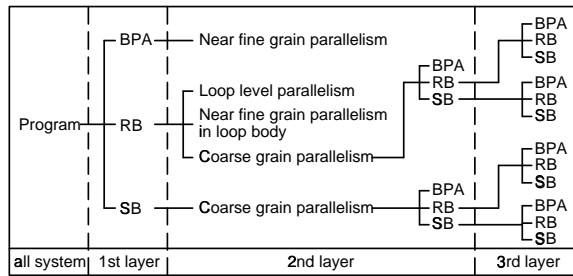 BPA
RB
SB
BPA
Near fine grain parallelism
BPA
RB
SB
BPA
RB
SB
Program
RB
Loop level parallelism
Near fine grain parallelism
in loop body
Coarse grain parallelism
SB
Coarse grain parallelism
BPA
RB
SB
BPA
RB
SB
BPA
RB
SB
all system
1st layer
2nd layer
3rd layer